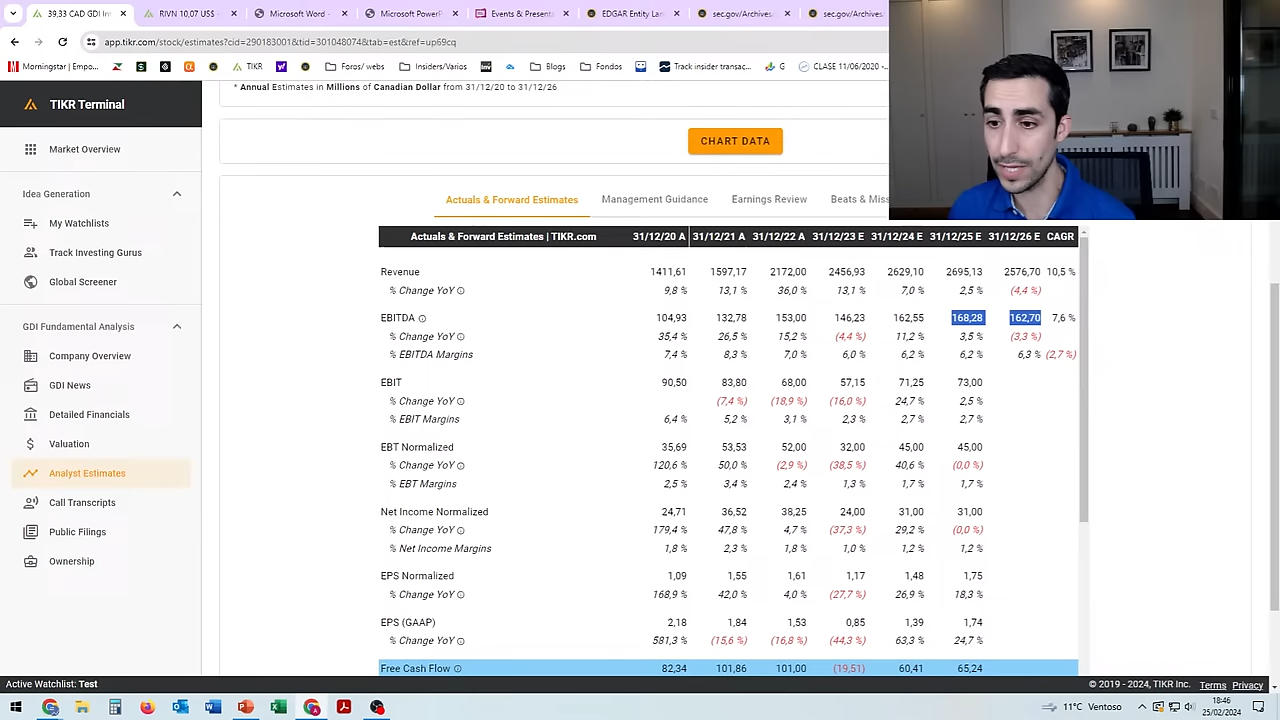 39,33 CAD GDI In
RIVN 10,07 US$
Microsoft Word -
Microsoft PowerP
Events & Presenta
EDGAR Entity Lan
sec.gov/Archives
sec.gov/Archives
app.tikr.com/stock/estimates?cid=290183001&tid=301048074&tab=est&ref=up69cq
Morningstar | Empo...
TIKR
Foros/webs
Insiders/Varios
Blogs
Fondos
Track insider transac...
G
CLASE 11/06/2020 -...
* Annual Estimates in Millions of Canadian Dollar from 31/12/20 to 31/12/26
TIKR Terminal
CHART DATA
Market Overview
Idea Generation
My Watchlists
Track Investing Gurus
Global Screener
GDI Fundamental Analysis
Company Overview
GDI News
Detailed Financials
Valuation
Analyst Estimates
Call Transcripts
Public Filings
Ownership
Actuals & Forward Estimates Management Guidance Earnings Review Beats & Miss
Actuals & Forward Estimates | TIKR.com 31/12/20 A 31/12/21 A 31/12/22 A 31/12/23 E 31/12/24 E 31/12/25 E 31/12/26 E CAGR
Revenue 1411,61 1597,17 2172,00 2456,93 2629,10 2695,13 2576,70 10,5 %
% Change YoY 9,8 % 13,1 % 36,0 % 13,1 % 7,0 % 2,5 % (4,4 %)
EBITDA 104,93 132,78 153,00 146,23 162,55 168,28 162,70 7,6 %
% Change YoY 35,4 % 26,5 % 15,2 % (4,4 %) 11,2 % 3,5 % (3,3 %)
% EBITDA Margins 7,4 % 8,3 % 7,0 % 6,0 % 6,2 % 6,2 % 6,3 % (2,7 %)
EBIT 90,50 83,80 68,00 57,15 71,25 73,00
% Change YoY (7,4 %) (18,9 %) (16,0 %) 24,7 % 2,5 %
% EBIT Margins 6,4 % 5,2 % 3,1 % 2,3 % 2,7 % 2,7 %
EBT Normalized 35,69 53,53 52,00 32,00 45,00 45,00
% Change YoY 120,6 % 50,0 % (2,9 %) (38,5 %) 40,6 % (0,0 %)
% EBT Margins 2,5 % 3,4 % 2,4 % 1,3 % 1,7 % 1,7 %
Net Income Normalized 24,71 36,52 38,25 24,00 31,00 31,00
% Change YoY 179,4 % 47,8 % 4,7 % (37,3 %) 29,2 % (0,0 %)
% Net Income Margins 1,8 % 2,3 % 1,8 % 1,0 % 1,2 % 1,2 %
EPS Normalized 1,09 1,55 1,61 1,17 1,48 1,75
% Change YoY 168,9 % 42,0 % 4,0 % (27,7 %) 26,9 % 18,3 %
EPS (GAAP) 2,18 1,84 1,53 0,85 1,39 1,74
% Change YoY 581,3 % (15,6 %) (16,8 %) (44,3 %) 63,3 % 24,7 %
Free Cash Flow 82,34 101,86 101,00 (19,51) 60,41 65,24
Active Watchlist: Test
© 2019 - 2024, TIKR Inc. Terms Privacy
11°C Ventoso
18:46
25/02/2024